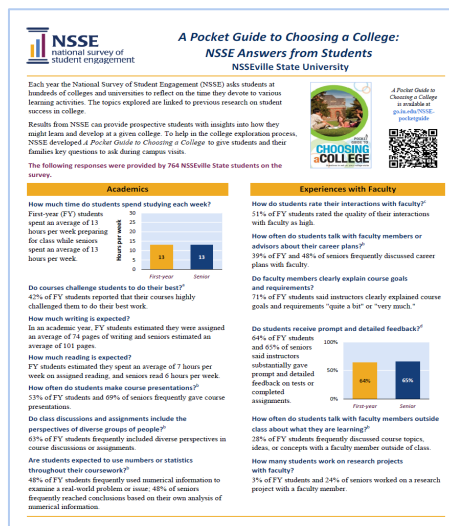 NSSE
national survey of
student engagement
A Pocket Guide to Choosing a College:
NSSE Answers from Students
NSSEville State University
Each year the National Survey of Student Engagement (NSSE) asks students at
hundreds of colleges and universities to reflect on the time they devote to various
learning activities. The topics explored are linked to previous research on student
success in college.
Results from NSSE can provide prospective students with insights into how they
might learn and develop at a given college. To help in the college exploration process,
NSSE developed A Pocket Guide to Choosing a College to give students and their
families key questions to ask during campus visits.
The following responses were provided by 764 NSSEville State students on the
survey.
CHOOSING
a COLLEGE
A Pocket Guide to
Choosing a College
is available at
go.iu.edu/NSSE-
pocketguide
Academics
How much time do students spend studying each week?
First-year (FY) students
spent an average of 13
hours per week preparing
for class while seniors
spent an average of 13
hours per week.
Hours per week
30
25
20
15
10
5
0
13
13
First-year
Senior
Do courses challenge students to do their best?ᵃ
42% of FY students reported that their courses highly
challenged them to do their best work.
How much writing is expected?
In an academic year, FY students estimated they were assigned
an average of 74 pages of writing and seniors estimated an
average of 101 pages.
How much reading is expected?
FY students estimated they spent an average of 7 hours per
week on assigned reading, and seniors read 6 hours per week.
How often do students make course presentations?ᵇ
53% of FY students and 69% of seniors frequently gave course
presentations.
Do class discussions and assignments include the
perspectives of diverse groups of people?ᵇ
63% of FY students frequently included diverse perspectives in
course discussions or assignments.
Are students expected to use numbers or statistics
throughout their coursework?ᵇ
48% of FY students frequently used numerical information to
examine a real-world problem or issue; 48% of seniors
frequently reached conclusions based on their own analysis of
numerical information.
Experiences with Faculty
How do students rate their interactions with faculty?ᶜ
51% of FY students rated the quality of their interactions
with faculty as high.
How often do students talk with faculty members or
advisors about their career plans?ᵇ
39% of FY and 48% of seniors frequently discussed career
plans with faculty.
Do faculty members clearly explain course goals
and requirements?
71% of FY students said instructors clearly explained course
goals and requirements "quite a bit" or "very much."
Do students receive prompt and detailed feedback?ᵈ
64% of FY students
and 65% of seniors
said instructors
substantially gave
prompt and detailed
feedback on tests or
completed
assignments.
100%
50%
0%
64%
65%
First-year
Senior
How often do students talk with faculty members outside
class about what they are learning?ᵇ
28% of FY students frequently discussed course topics,
ideas, or concepts with a faculty member outside of class.
How many students work on research projects
with faculty?
3% of FY students and 24% of seniors worked on a research
project with a faculty member.